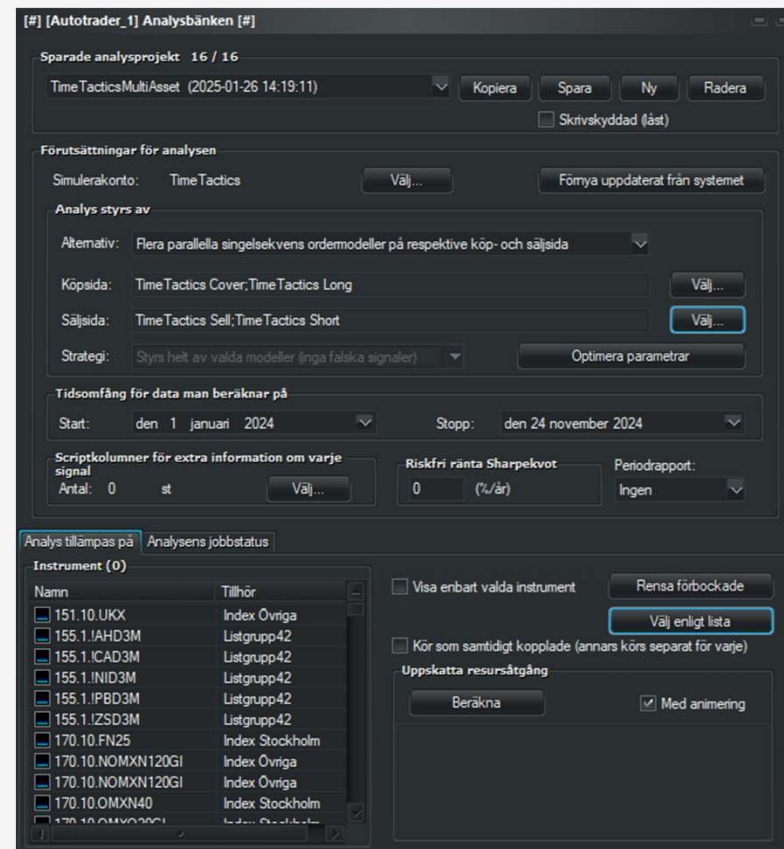 [#] [Autotrader_1] Analysbänken [#]
Sparade analysprojekt 16 / 16
TimeTacticsMultiAsset (2025-01-26 14:19:11)
Kopiera
Spara
Ny
Radera
Skrivskyddad (låst)
Förutsättningar för analysen
Simulerakonto: TimeTactics
Välj...
Förnya uppdaterat från systemet
Analys styrs av
Alternativ: Flera parallella singelsekvens ordermodeller på respektive köp- och säljsida
Köpsida: TimeTactics Cover;TimeTactics Long
Välj...
Säljsida: TimeTactics Sell;TimeTactics Short
Välj...
Strategi: Styrs helt av valda modeller (inga falska signaler)
Optimera parametrar
Tidsomfång för data man beräknar på
Start: den 1 januari 2024
Stopp: den 24 november 2024
Scriptkolumner för extra information om varje
signal
Antal: 0 st
Välj...
Riskfri ränta Sharpekvot
0 (%/år)
Periodrapport:
Ingen
Analys tillämpas på
Analysens jobbstatus
Instrument (0)
Namn Tillhör
151.10.UKX Index Övriga
155.1.!AHD3M Listgrupp42
155.1.!CAD3M Listgrupp42
155.1.!NID3M Listgrupp42
155.1.!PBD3M Listgrupp42
155.1.!ZSD3M Listgrupp42
170.10.FN25 Index Stockholm
170.10.NOMXN120GI Index Övriga
170.10.NOMXN120GI Index Övriga
170.10.OMXN40 Index Stockholm
Visa enbart valda instrument
Rensa förbockade
Välj enligt lista
Kör som samtidigt kopplade (annars körs separat för varje)
Uppskatta resursåtgång
Beräkna
Med animering